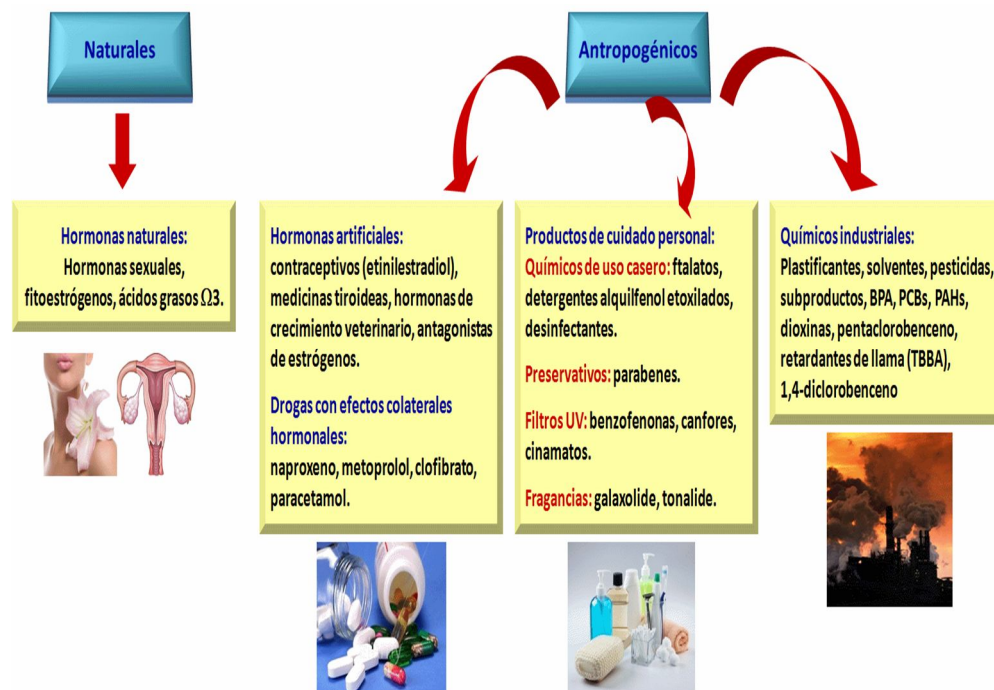 Naturales
Antropogénicos
Hormonas naturales:
Hormonas sexuales,
fitoestrógenos, ácidos grasos Ω3.
Hormonas artificiales:
contraceptivos (etinilestradiol),
medicinas tiroideas, hormonas de
crecimiento veterinario, antagonistas
de estrógenos.
Drogas con efectos colaterales
hormonales:
naproxeno, metoprolol, clofibrato,
paracetamol.
Productos de cuidado personal:
Químicos de uso casero: ftalatos,
detergentes alquilfenol etoxilados,
desinfectantes.
Preservativos: parabenes.
Filtros UV: benzofenonas, canfores,
cinamatos.
Fragancias: galaxolide, tonalide.
Químicos industriales:
Plastificantes, solventes, pesticidas,
subproductos, BPA, PCBs, PAHs,
dioxinas, pentaclorobenceno,
retardantes de llama (TBBA),
1,4-diclorobenceno